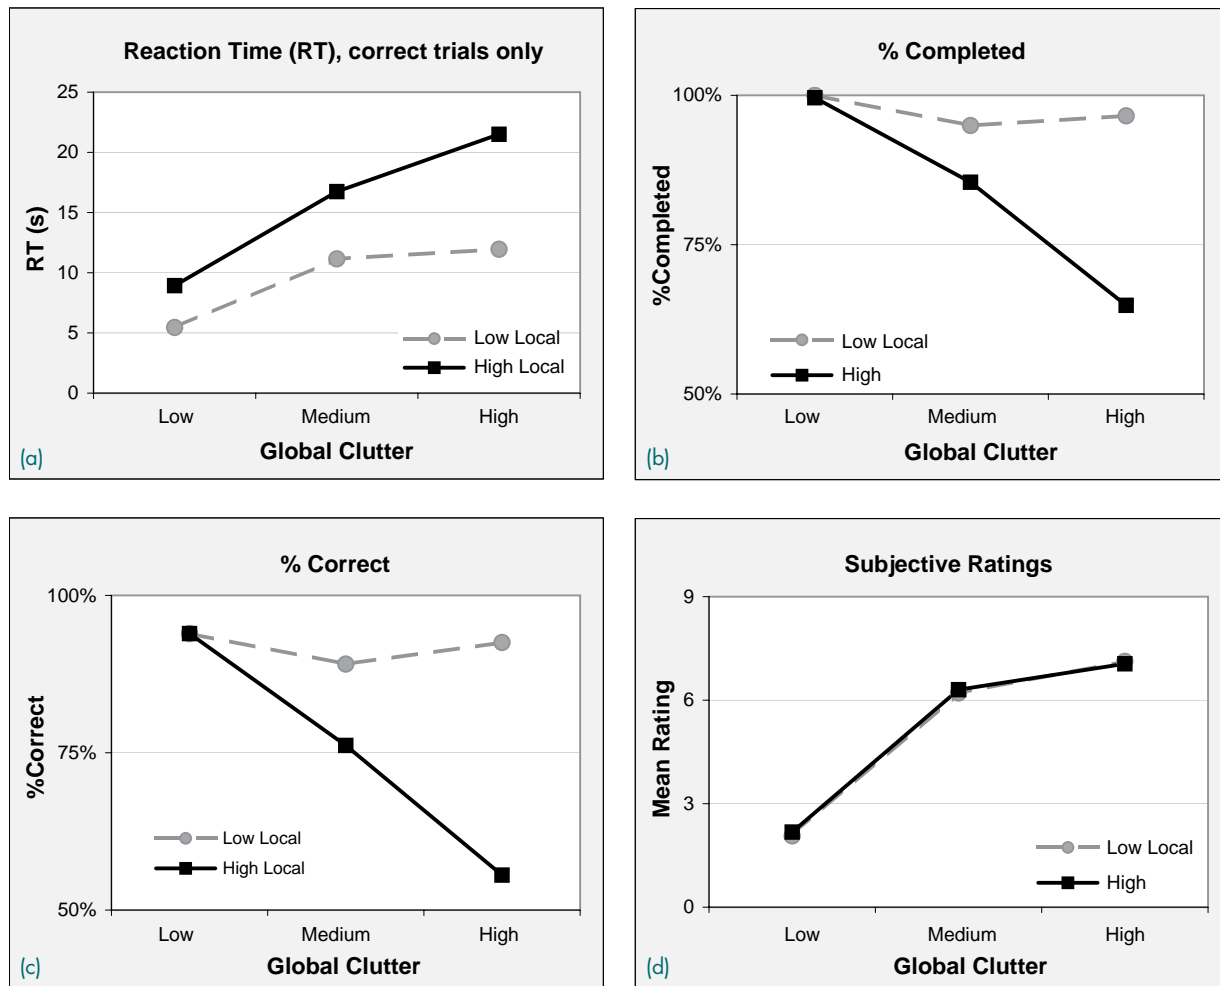 Reaction Time (RT), correct trials only
25
20
15
10
5
0
RT (s)
Low Local
High Local
Low Medium High
Global Clutter
(a)
% Completed
100%
75%
50%
%Completed
Low Local
High
Low Medium High
Global Clutter
(b)
% Correct
100%
75%
50%
%Correct
Low Local
High Local
Low Medium High
Global Clutter
(c)
Subjective Ratings
9
6
3
0
Mean Rating
Low Local
High
Low Medium High
Global Clutter
(d)